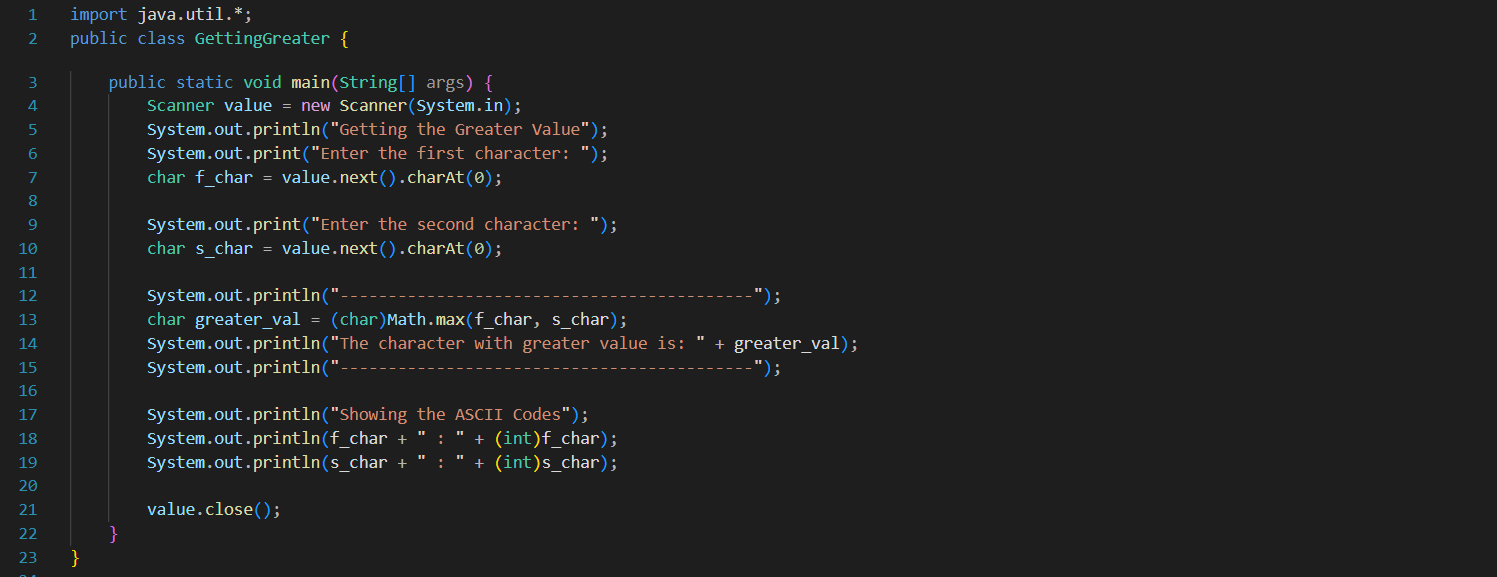 1 import java.util.*;
2 public class GettingGreater {
3 public static void main(String[] args) {
4 Scanner value = new Scanner(System.in);
5 System.out.println("Getting the Greater Value");
6 System.out.print("Enter the first character: ");
7 char f_char = value.next().charAt(0);
8
9 System.out.print("Enter the second character: ");
10 char s_char = value.next().charAt(0);
11
12 System.out.println("-------------------------------------------");
13 char greater_val = (char)Math.max(f_char, s_char);
14 System.out.println("The character with greater value is: " + greater_val);
15 System.out.println("-------------------------------------------");
16
17 System.out.println("Showing the ASCII Codes");
18 System.out.println(f_char + " : " + (int)f_char);
19 System.out.println(s_char + " : " + (int)s_char);
20
21 value.close();
22 }
23 }